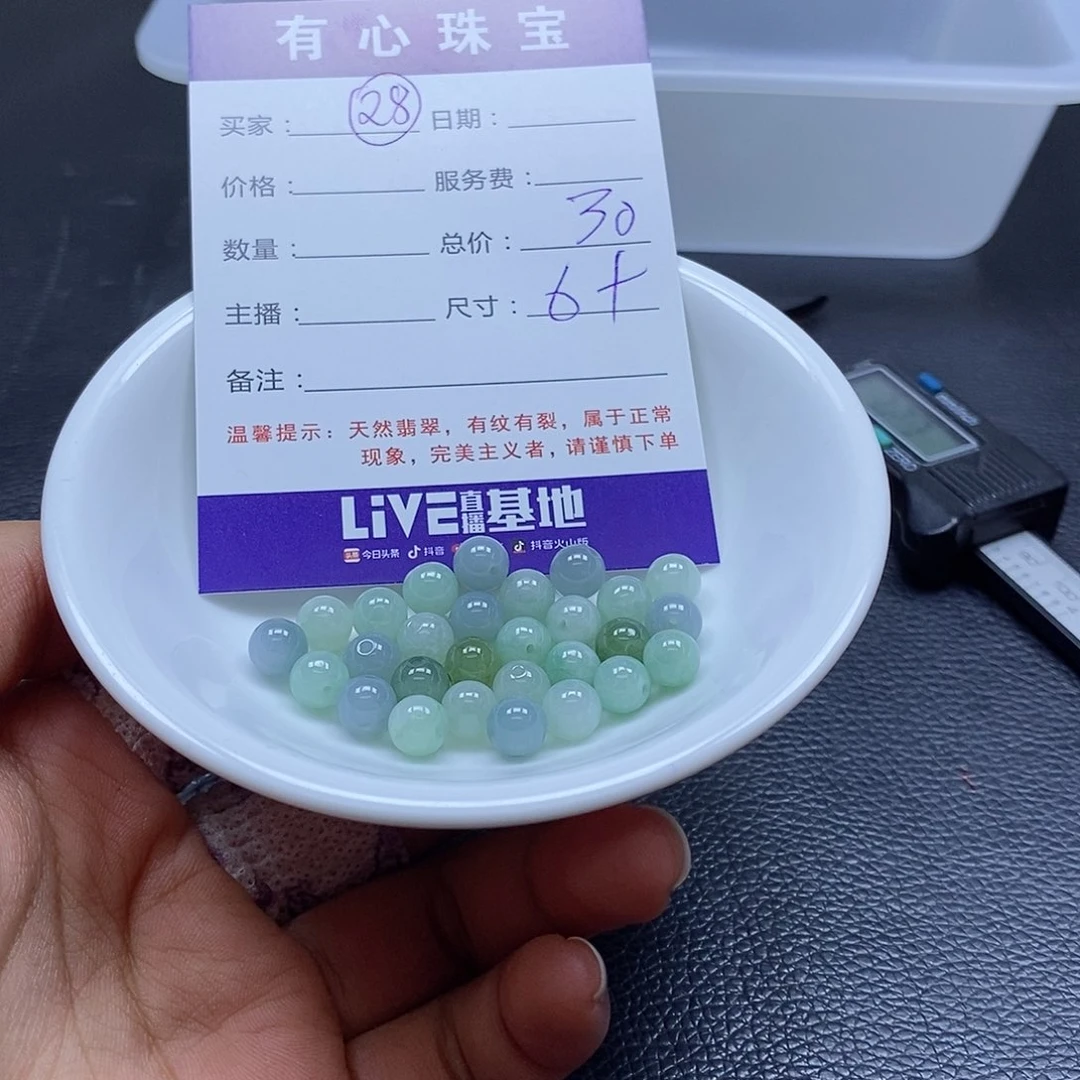 有心珠宝
买家：28 日期：
价格： 服务费：
数量： 总价：30
主播： 尺寸：6+
备注：
温馨提示：天然翡翠，有纹有裂，属于正常
现象，完美主义者，请谨慎下单
LiVE直播基地
今日头条 抖音 抖音火山版